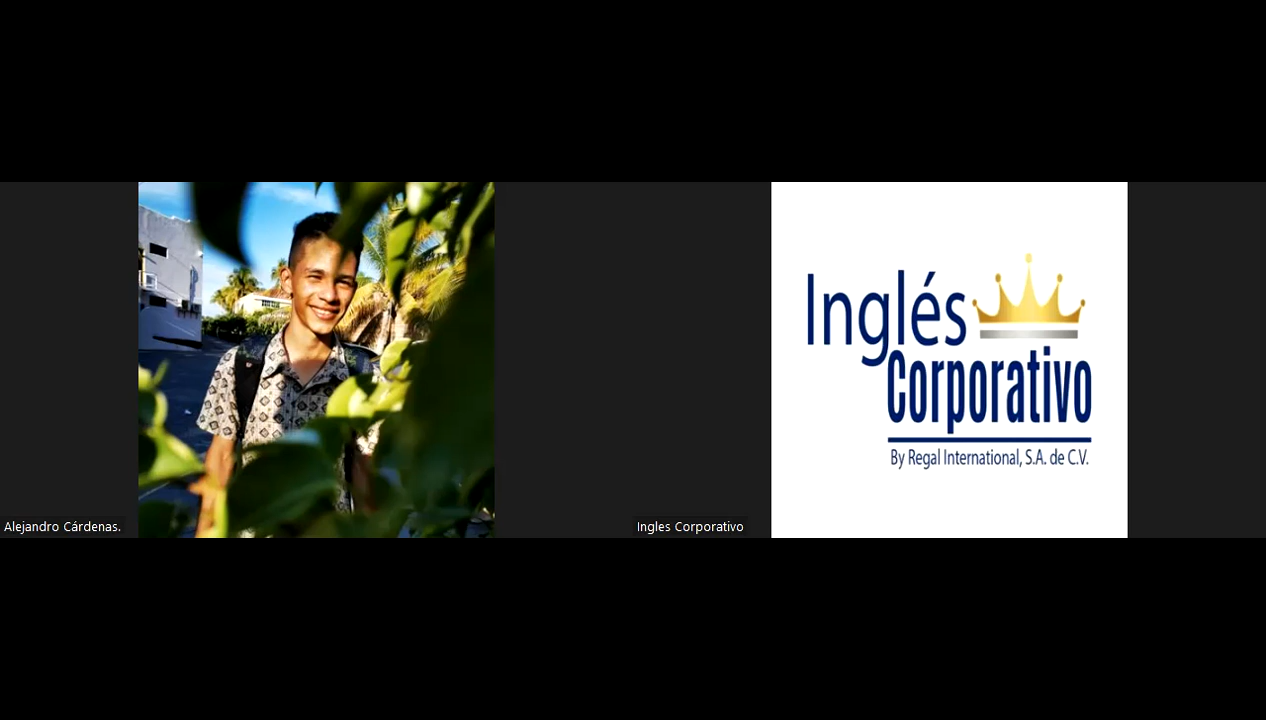 Inglés
Corporativo
By Regal International, S.A. de C.V.
Alejandro Cárdenas.
Ingles Corporativo